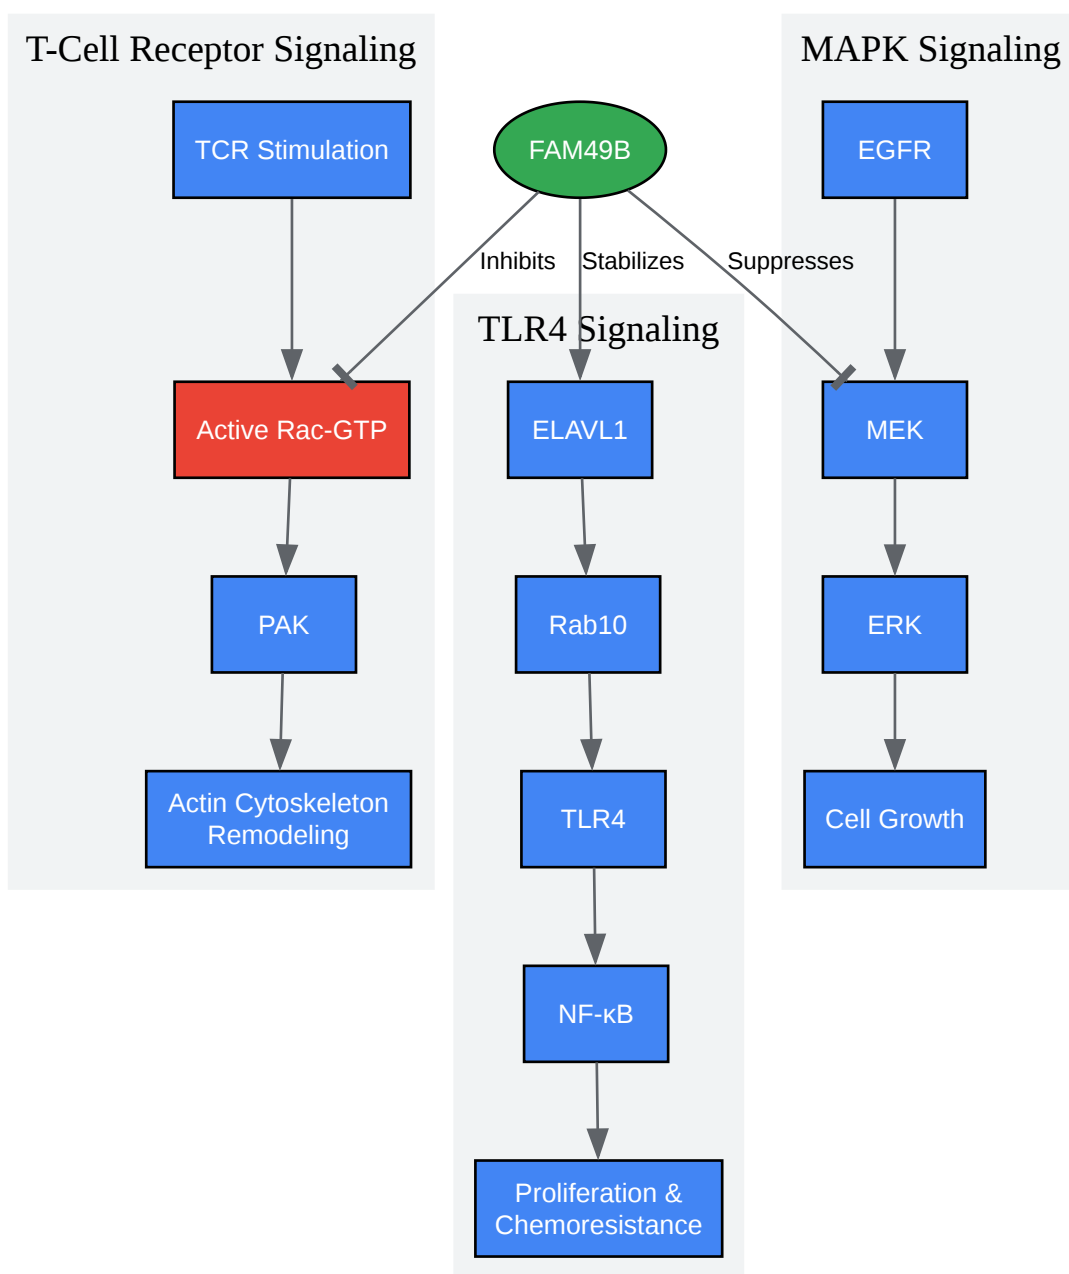 T-Cell Receptor Signaling
TCR Stimulation
Active Rac-GTP
PAK
Actin Cytoskeleton
Remodeling
FAM49B
Inhibits
Stabilizes
Suppresses
TLR4 Signaling
ELAVL1
Rab10
TLR4
NF-κB
Proliferation &
Chemoresistance
MAPK Signaling
EGFR
MEK
ERK
Cell Growth